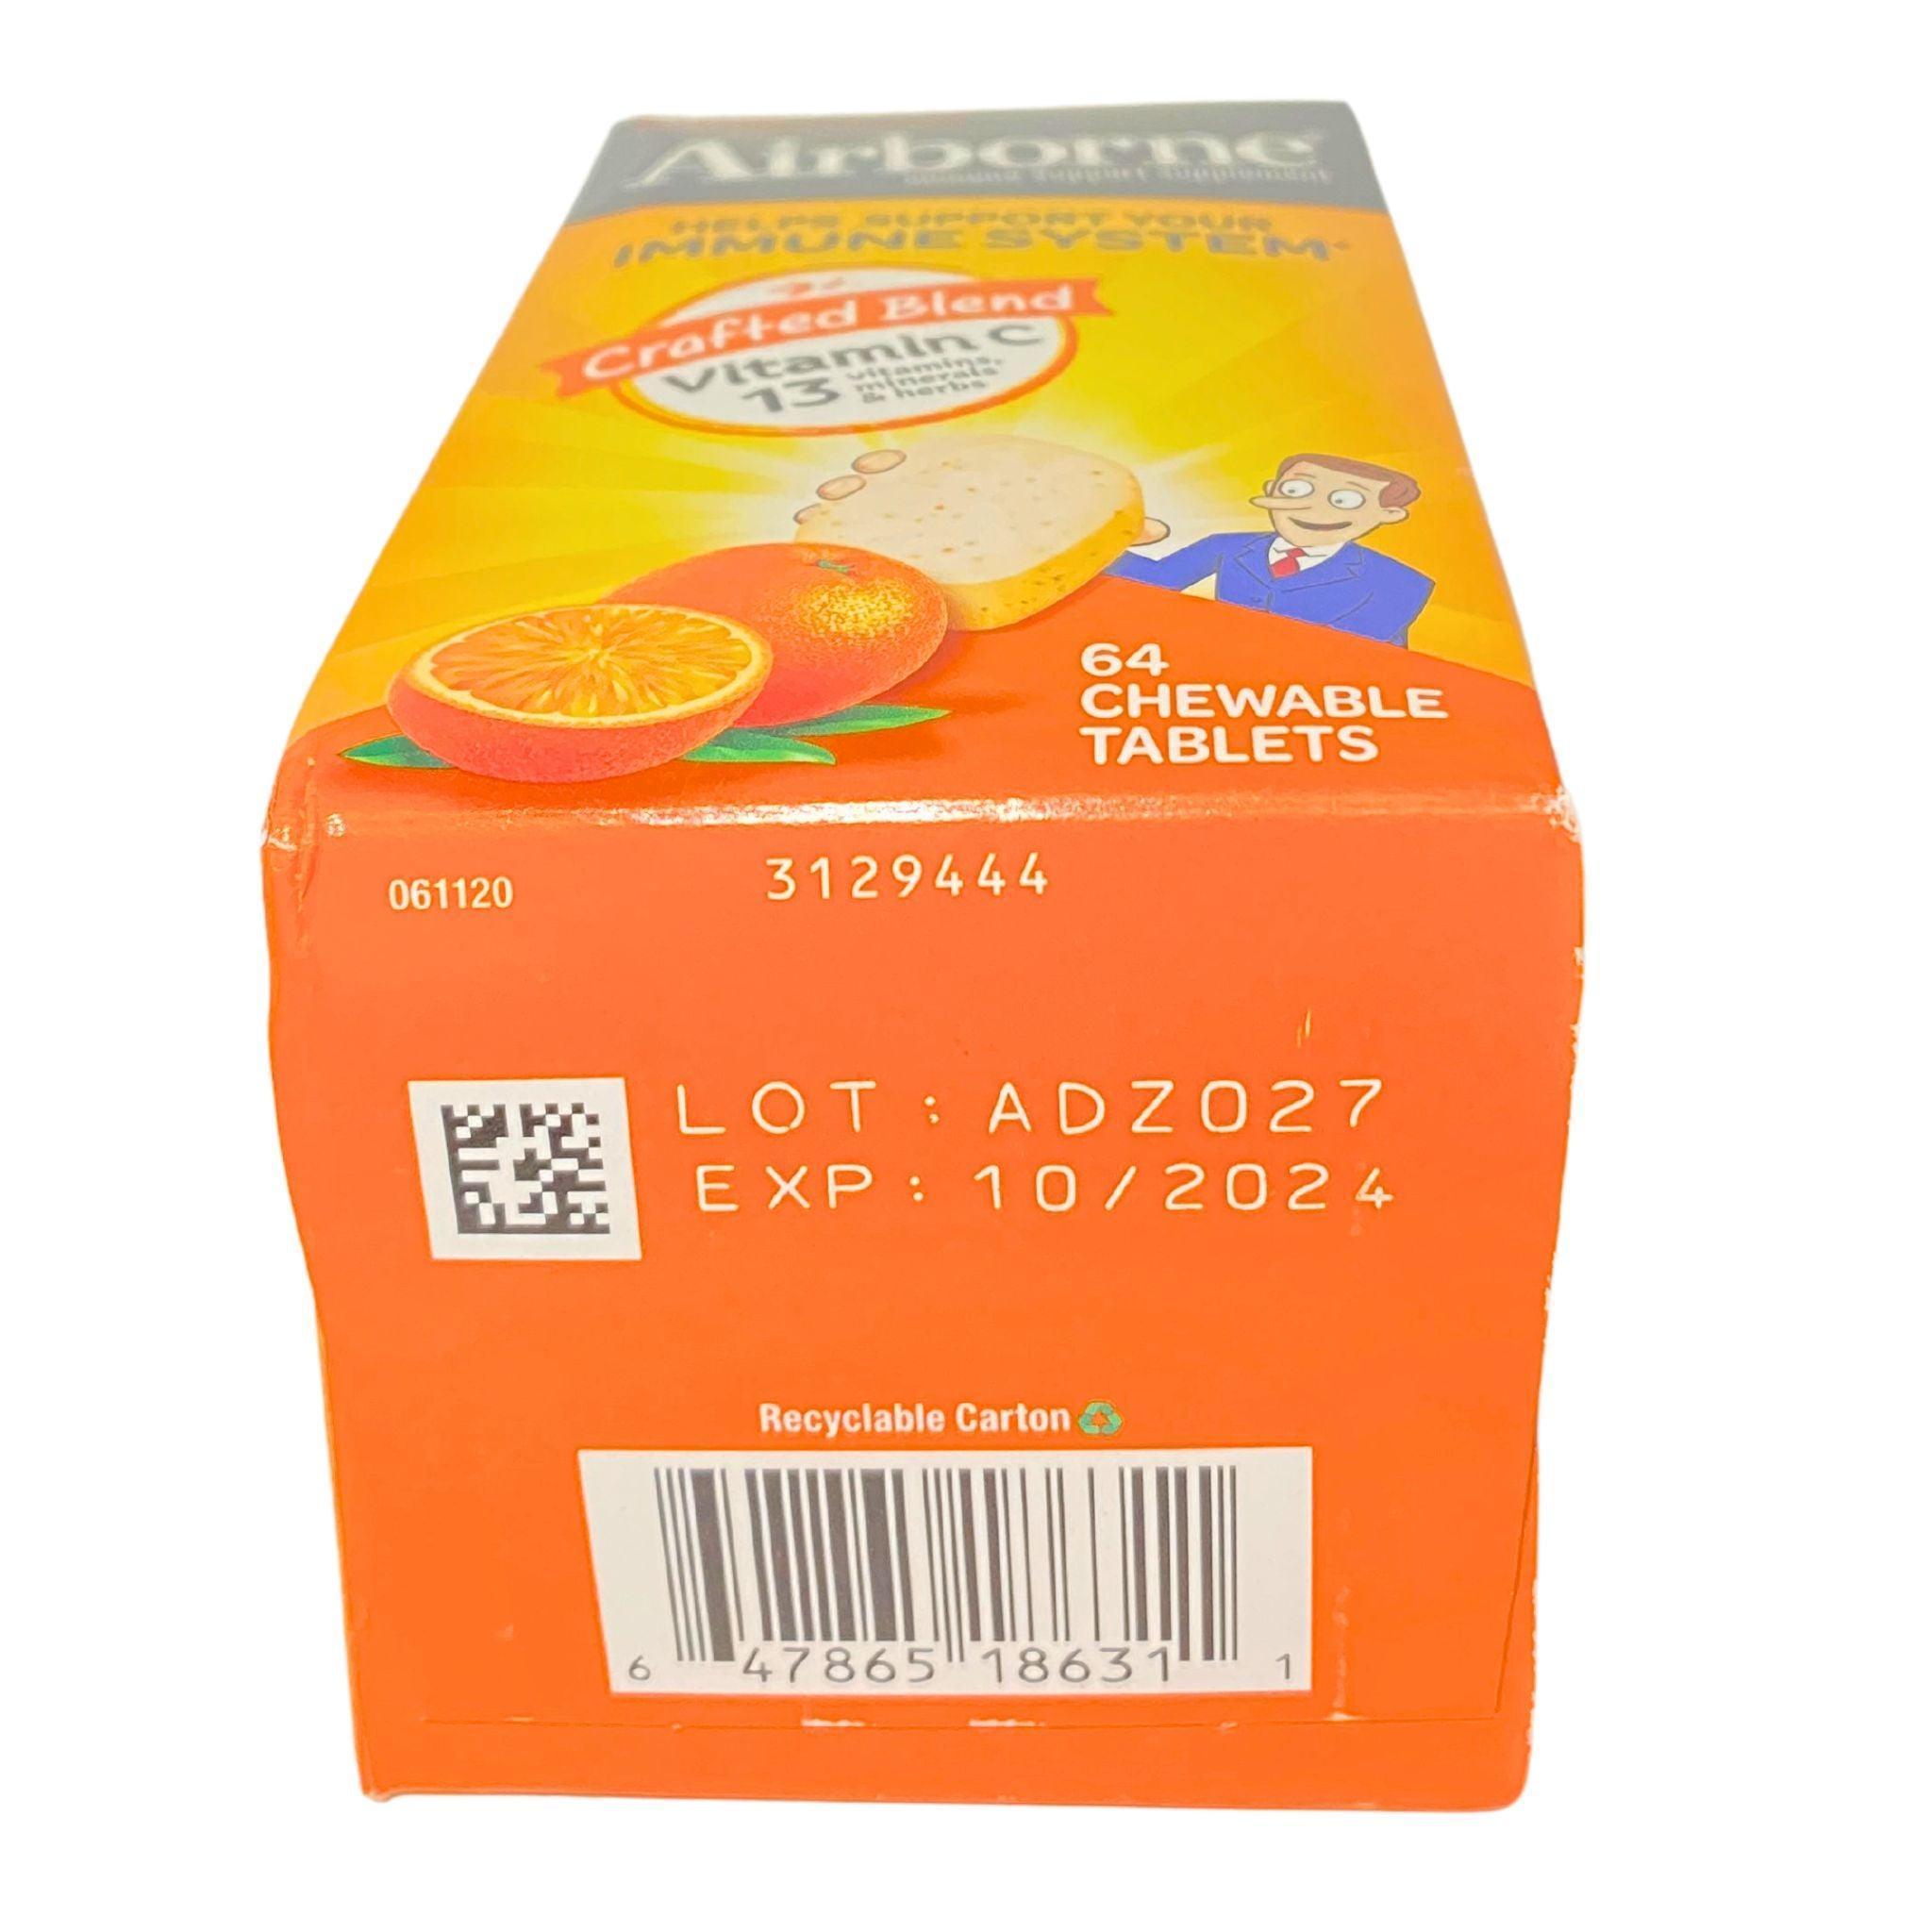 Airborne
HELPS SUPPORT YOUR
IMMUNE SYSTEM
Crafted Blend
Vitamin C
13 vitamins,
minerals
& herbs
64
CHEWABLE
TABLETS
061120
3129444
LOT: ADZ027
EXP: 10/2024
Recyclable Carton
6 47865 18631 1